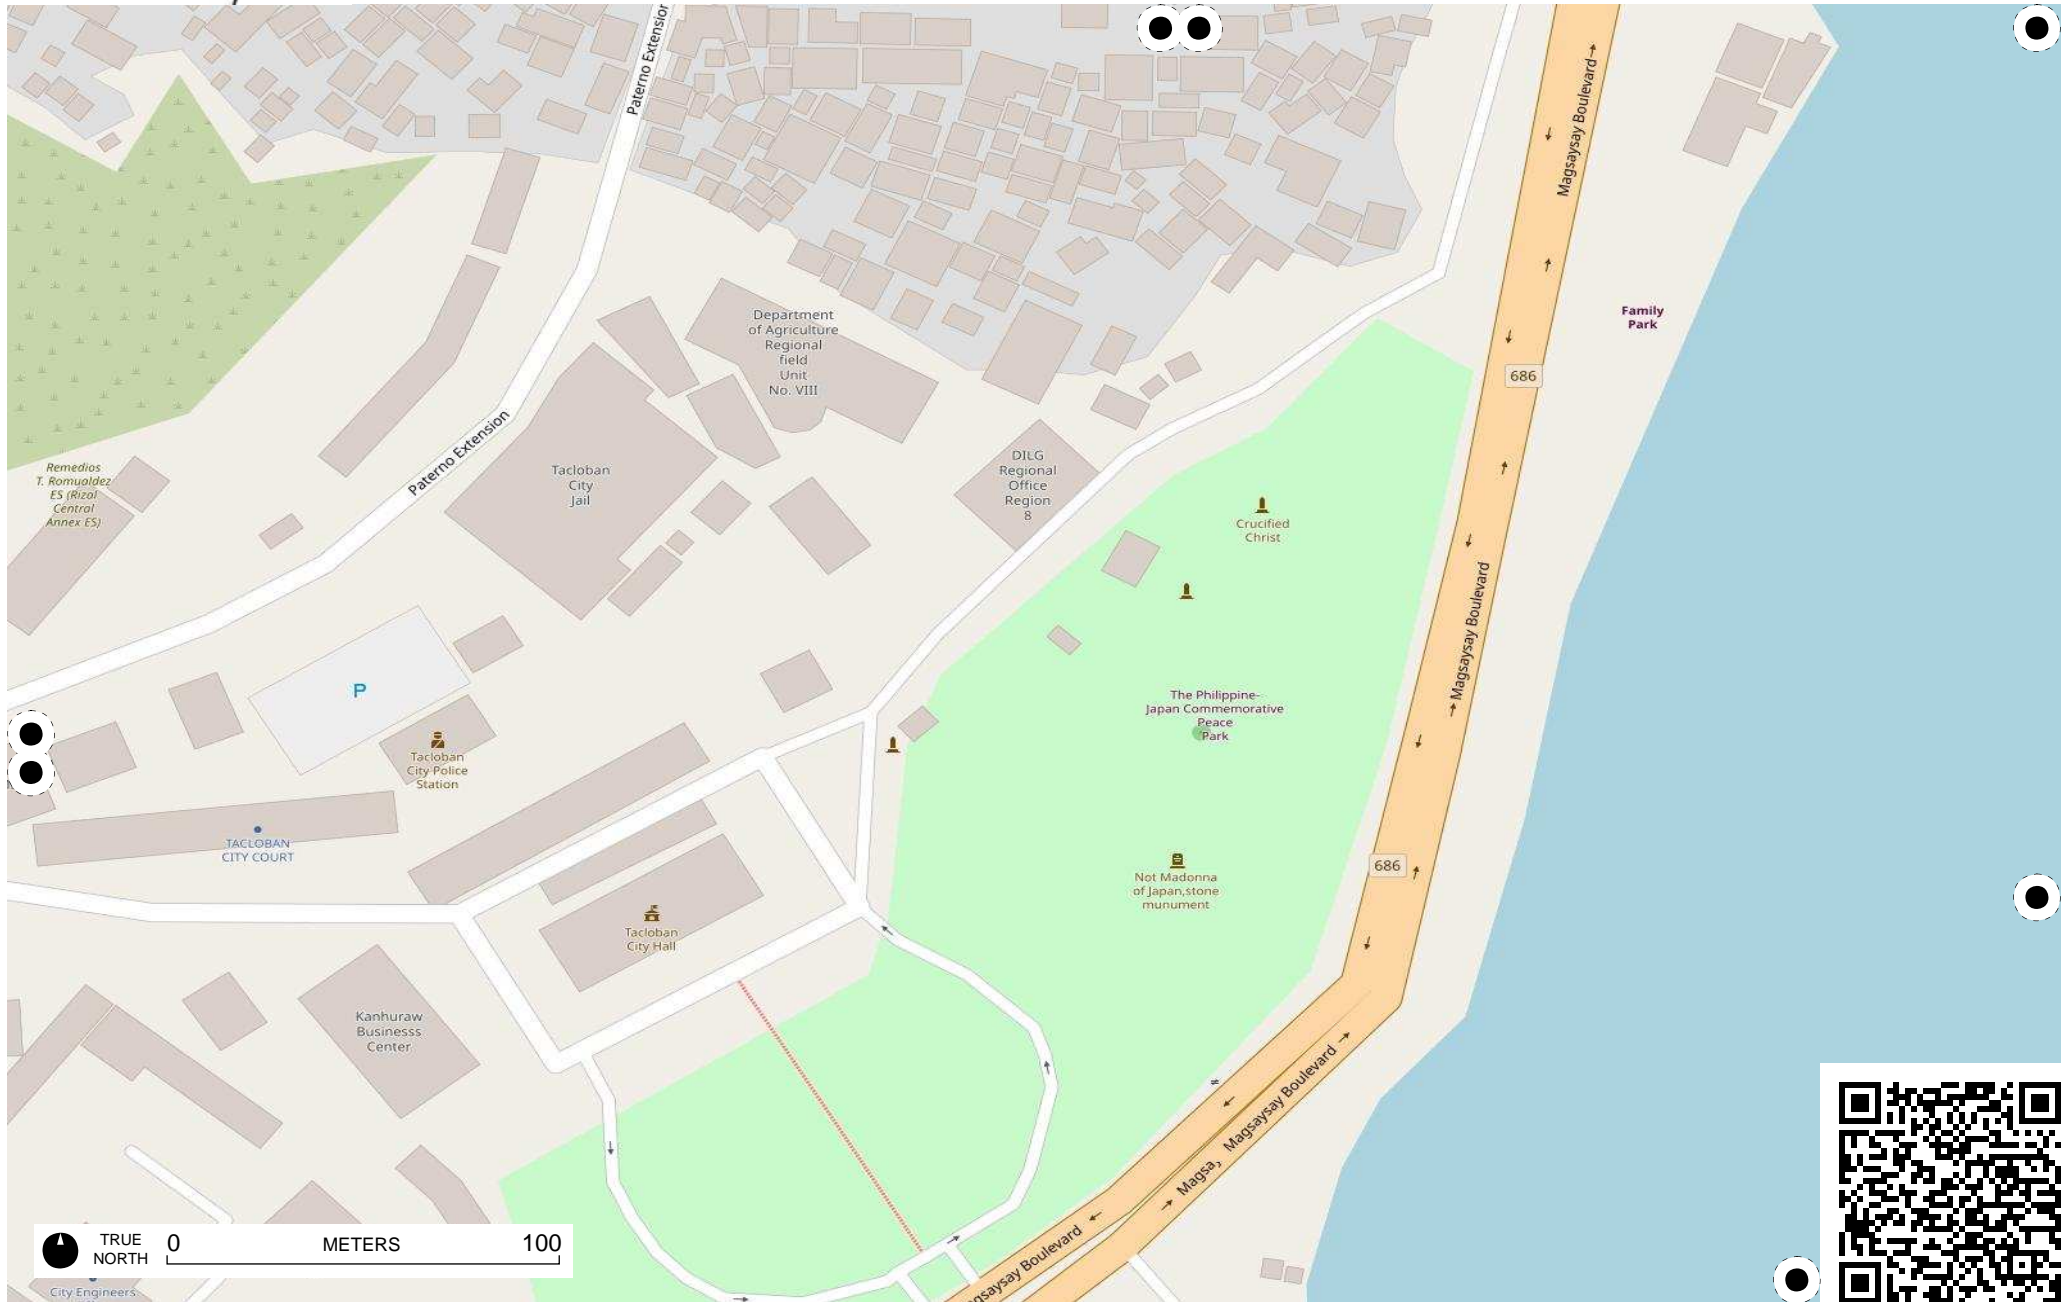 Paterno Extension
Magsaysay Boulevard
Family
Park
Department
of Agriculture
Regional
field
Unit
No. VIII
686
Paterno Extension
Remedios
T. Romualdez
ES (Rizal
Central
Annex ES)
Tacloban
City
Jail
DILG
Regional
Office
Region
8
Crucified
Christ
Magsaysay Boulevard
P
The Philippine-
Japan Commemorative
Peace
Park
Tacloban
City Police
Station
TACLOBAN
CITY COURT
686
Not Madonna
of Japan,stone
munument
Tacloban
City Hall
Kanhuraw
Businesss
Center
Magsaysay Boulevard
Magsa
gsaysay Boulevard
TRUE
NORTH
0 METERS 100
City Engineers